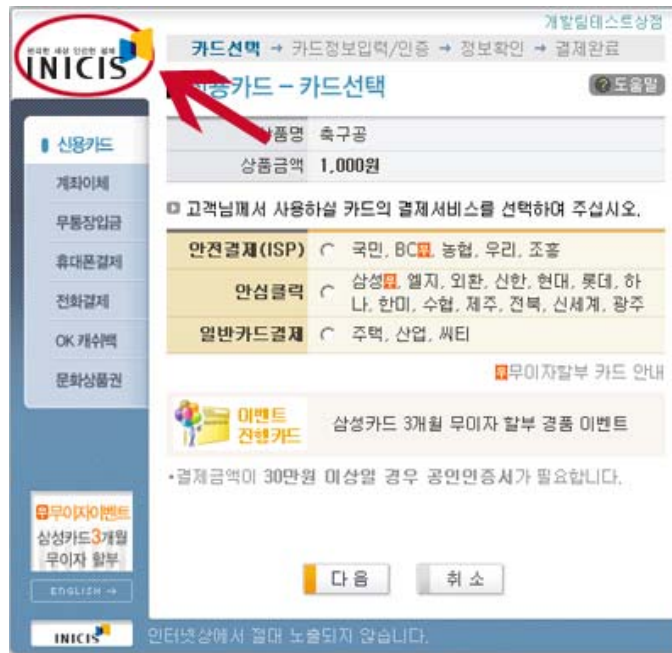 개발팀테스트상점
편리한 세상 안전한 결제
INICIS
카드선택 → 카드정보입력/인증 → 정보확인 → 결제완료
신용카드 – 카드선택
?도움말
상품명 축구공
상품금액 1,000원
고객님께서 사용하실 카드의 결제서비스를 선택하여 주십시오.
안전결제(ISP) 국민, BC무, 농협, 우리, 조흥
안심클릭 삼성무, 엘지, 외환, 신한, 현대, 롯데, 하
나, 한미, 수협, 제주, 전북, 신세계, 광주
일반카드결제 주택, 산업, 씨티
무무이자할부 카드 안내
이벤트
진행카드
삼성카드 3개월 무이자 할부 경품 이벤트
•결제금액이 30만원 이상일 경우 공인인증서가 필요합니다.
다음
취소
신용카드
계좌이체
무통장입금
휴대폰결제
전화결제
OK 캐쉬백
문화상품권
무무이자이벤트
삼성카드3개월
무이자 할부
ENGLISH →
INICIS
인터넷상에서 절대 노출되지 않습니다.